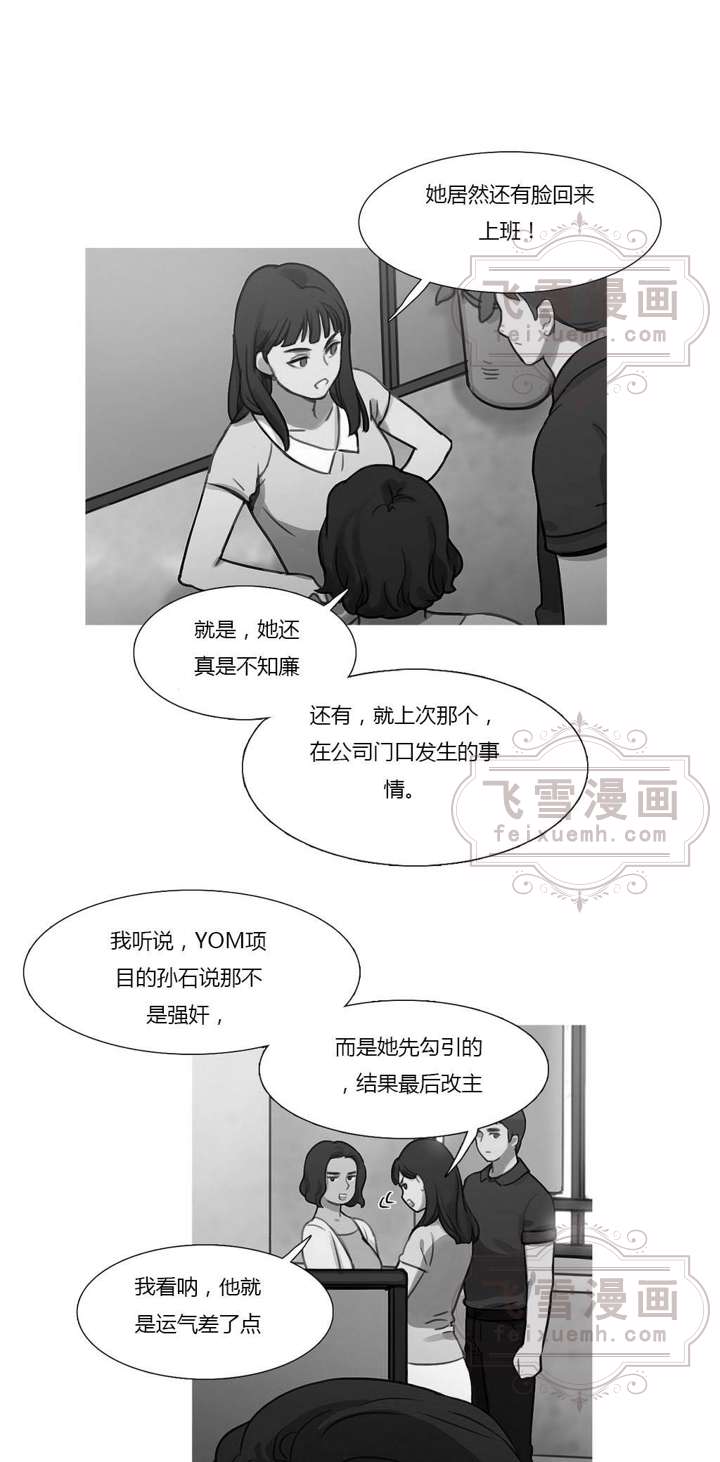 她居然还有脸回来
上班！
飞雪漫画
feixuemh.com
就是，她还
真是不知廉
还有，就上次那个，
在公司门口发生的事
情。
飞雪漫画
feixuemh.com
我听说，YOM项
目的孙石说那不
是强奸，
而是她先勾引的
，结果最后改主
我看呐，他就
是运气差了点
飞雪漫画
feixuemh.com